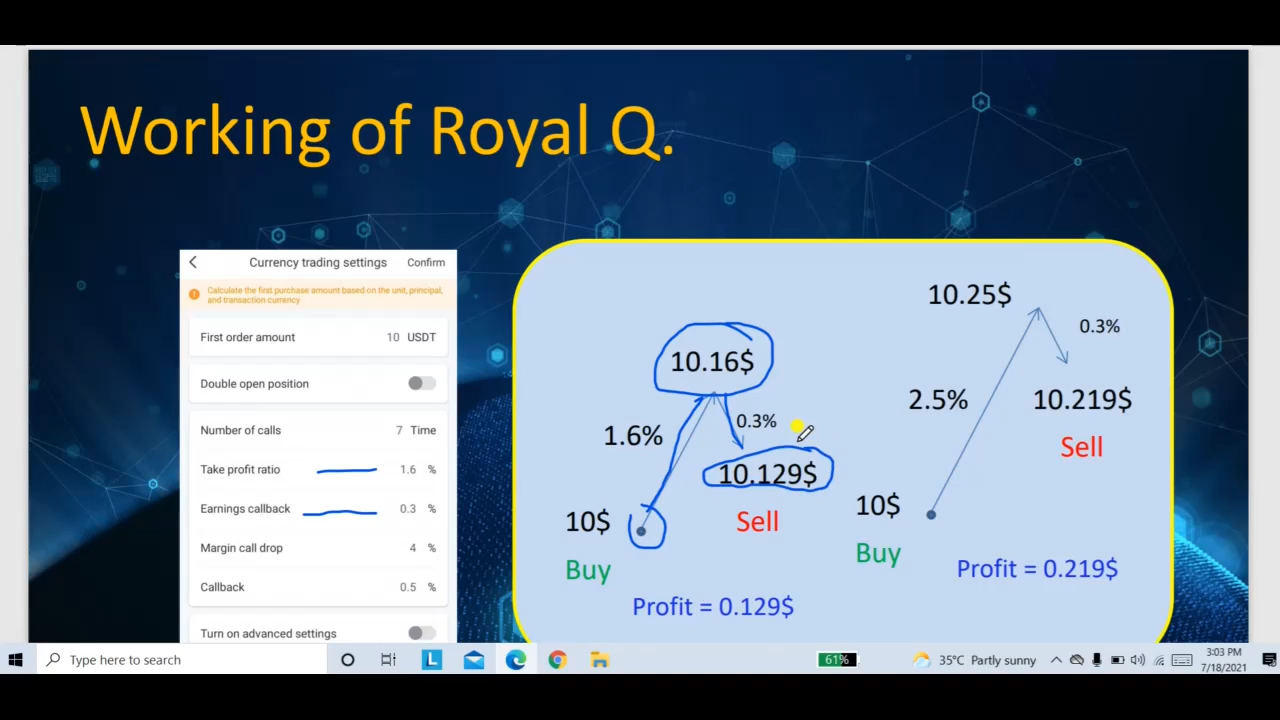 Working of Royal Q.
Currency trading settings Confirm
Calculate the first purchase amount based on the unit, principal,
and transaction currency
First order amount 10 USDT
Double open position
Number of calls 7 Time
Take profit ratio 1.6 %
Earnings callback 0.3 %
Margin call drop 4 %
Callback 0.5 %
Turn on advanced settings
10.16$
1.6%
0.3%
10.129$
10$
Sell
Buy
Profit = 0.129$
10.25$
0.3%
2.5%
10.219$
Sell
10$
Buy
Profit = 0.219$
Type here to search
L
61%
35°C Partly sunny
3:03 PM
7/18/2021